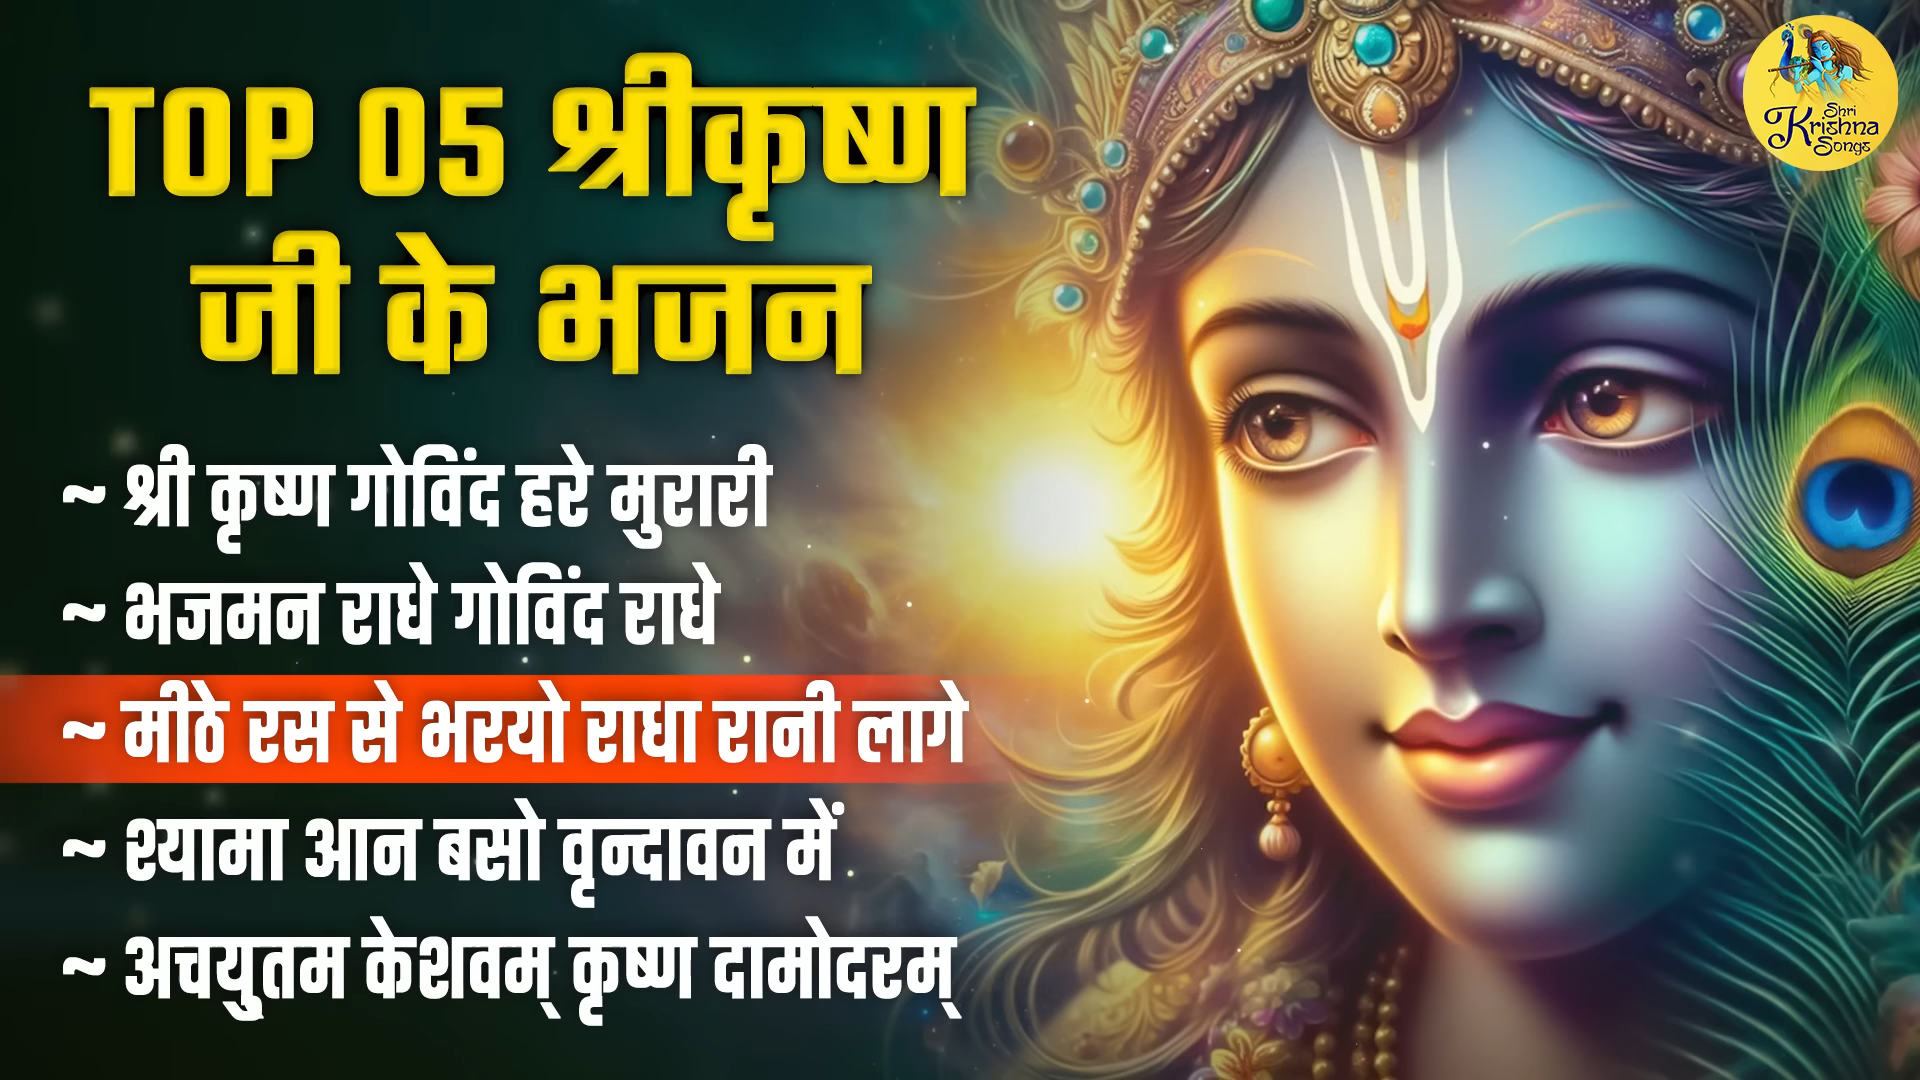 TOP 05 श्रीकृष्ण
जी के भजन
~ श्री कृष्ण गोविंद हरे मुरारी
~ भजमन राधे गोविंद राधे
~ मीठे रस से भरयो राधा रानी लागे
~ श्यामा आन बसो वृन्दावन में
~ अचयुतम केशवम् कृष्ण दामोदरम्
Shri
Krishna
Songs